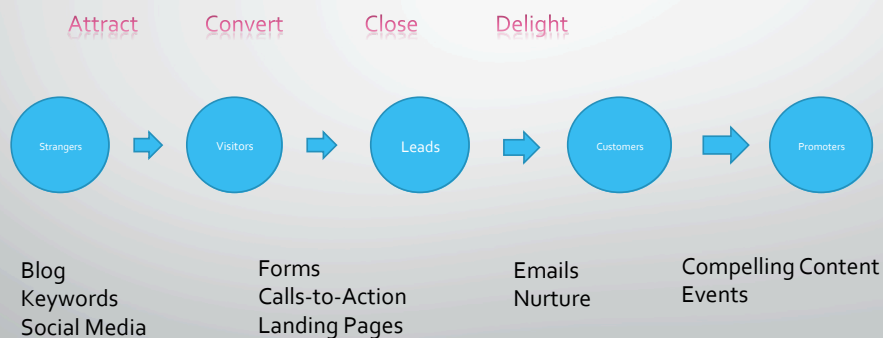 Attract Convert Close Delight
Strangers Visitors Leads Customers Promoters
Blog
Keywords
Social Media
Forms
Calls-to-Action
Landing Pages
Emails
Nurture
Compelling Content
Events